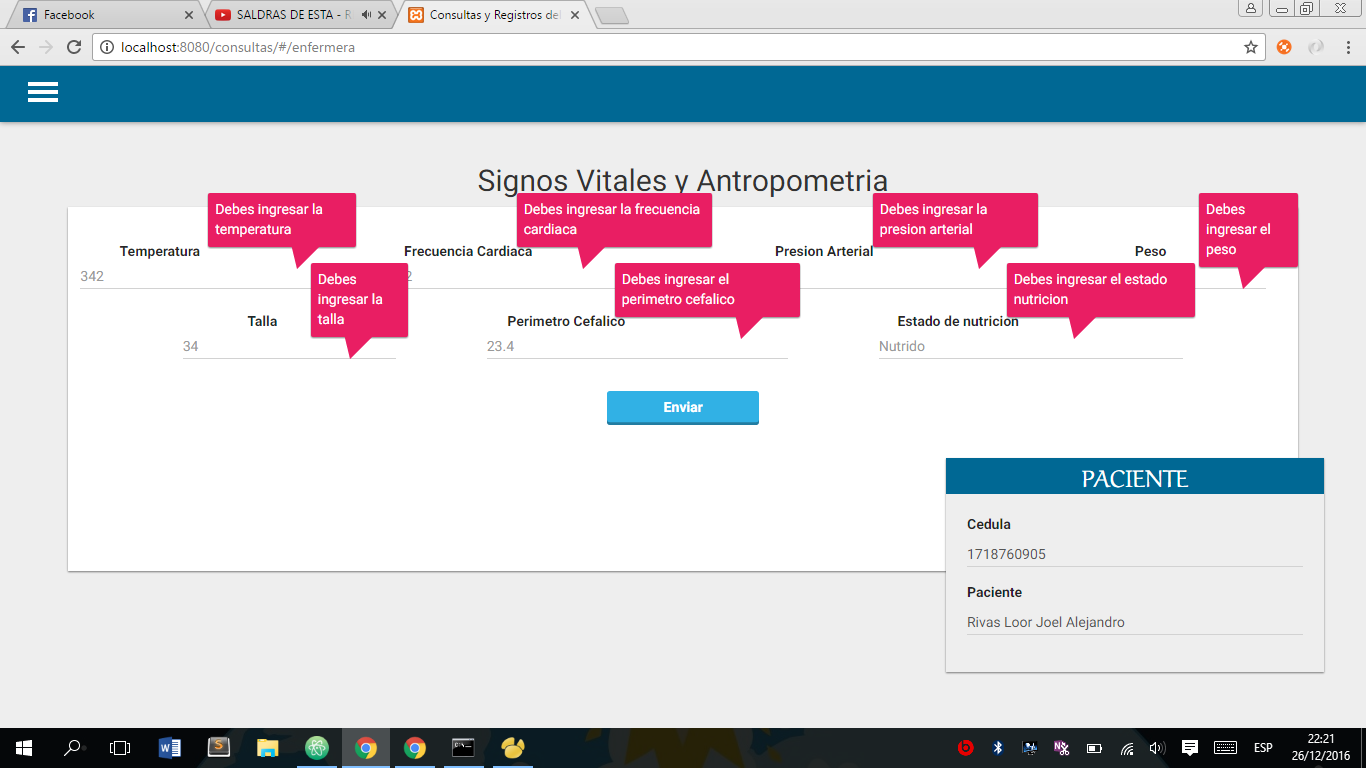 Facebook
SALDRAS DE ESTA - R
Consultas y Registros de
localhost:8080/consultas/#/enfermera
Signos Vitales y Antropometria
Debes ingresar la
temperatura
Debes ingresar la frecuencia
cardiaca
Debes ingresar la
presion arterial
Debes
ingresar el
peso
Temperatura
Frecuencia Cardiaca
Presion Arterial
Peso
342
2
Debes
ingresar la
talla
Debes ingresar el
perimetro cefalico
Debes ingresar el estado
nutricion
Talla
Perimetro Cefalico
Estado de nutricion
34
23.4
Nutrido
Enviar
PACIENTE
Cedula
1718760905
Paciente
Rivas Loor Joel Alejandro
ESP
22:21
26/12/2016